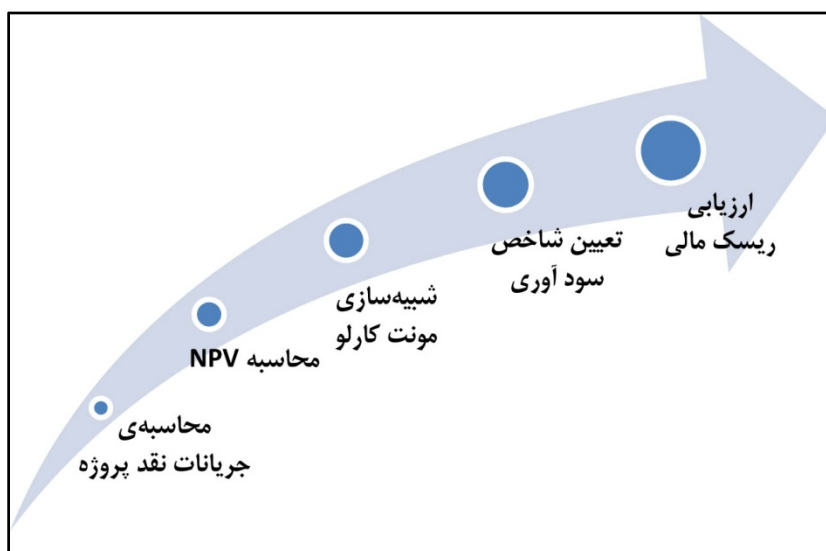 محاسبه‌ی
جریانات نقد پروژه
محاسبه NPV
شبیه‌سازی
مونت کارلو
تعیین شاخص
سود آوری
ارزیابی
ریسک مالی